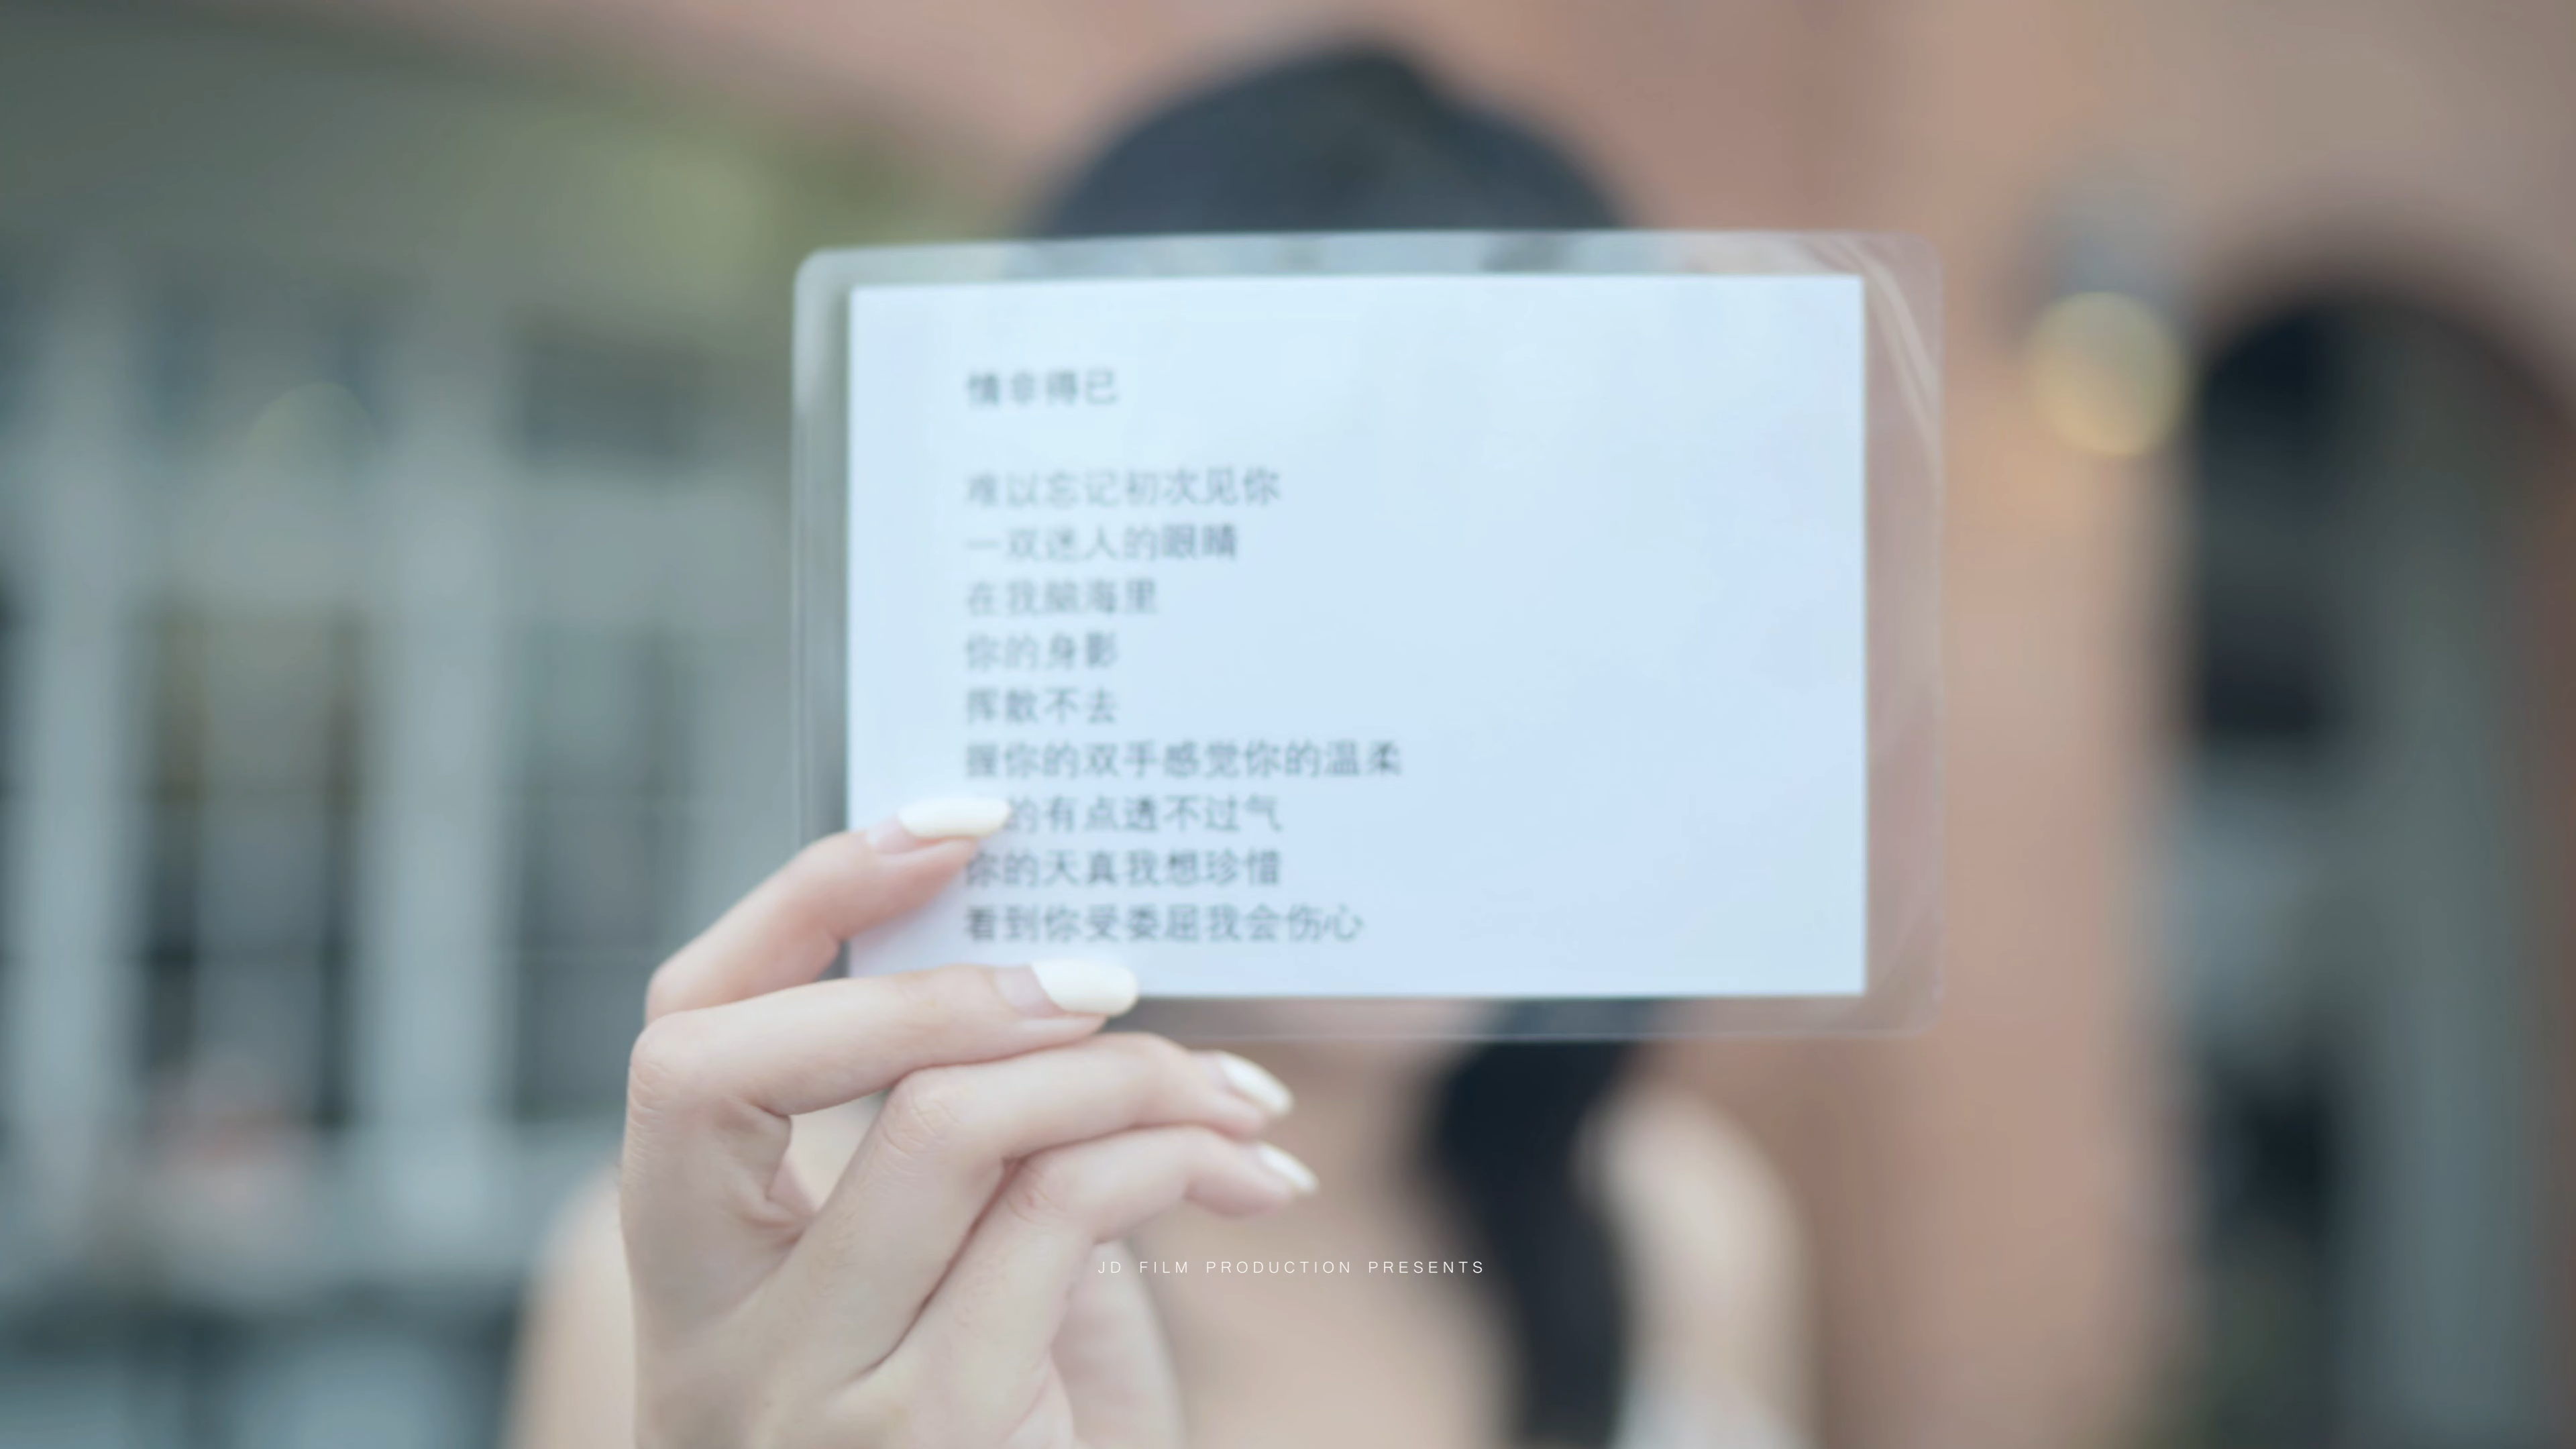 情非得已
难以忘记初次见你
一双迷人的眼睛
在我脑海里
你的身影
挥散不去
握你的双手感觉你的温柔
的有点透不过气
你的天真我想珍惜
看到你受委屈我会伤心
JD FILM PRODUCTION PRESENTS